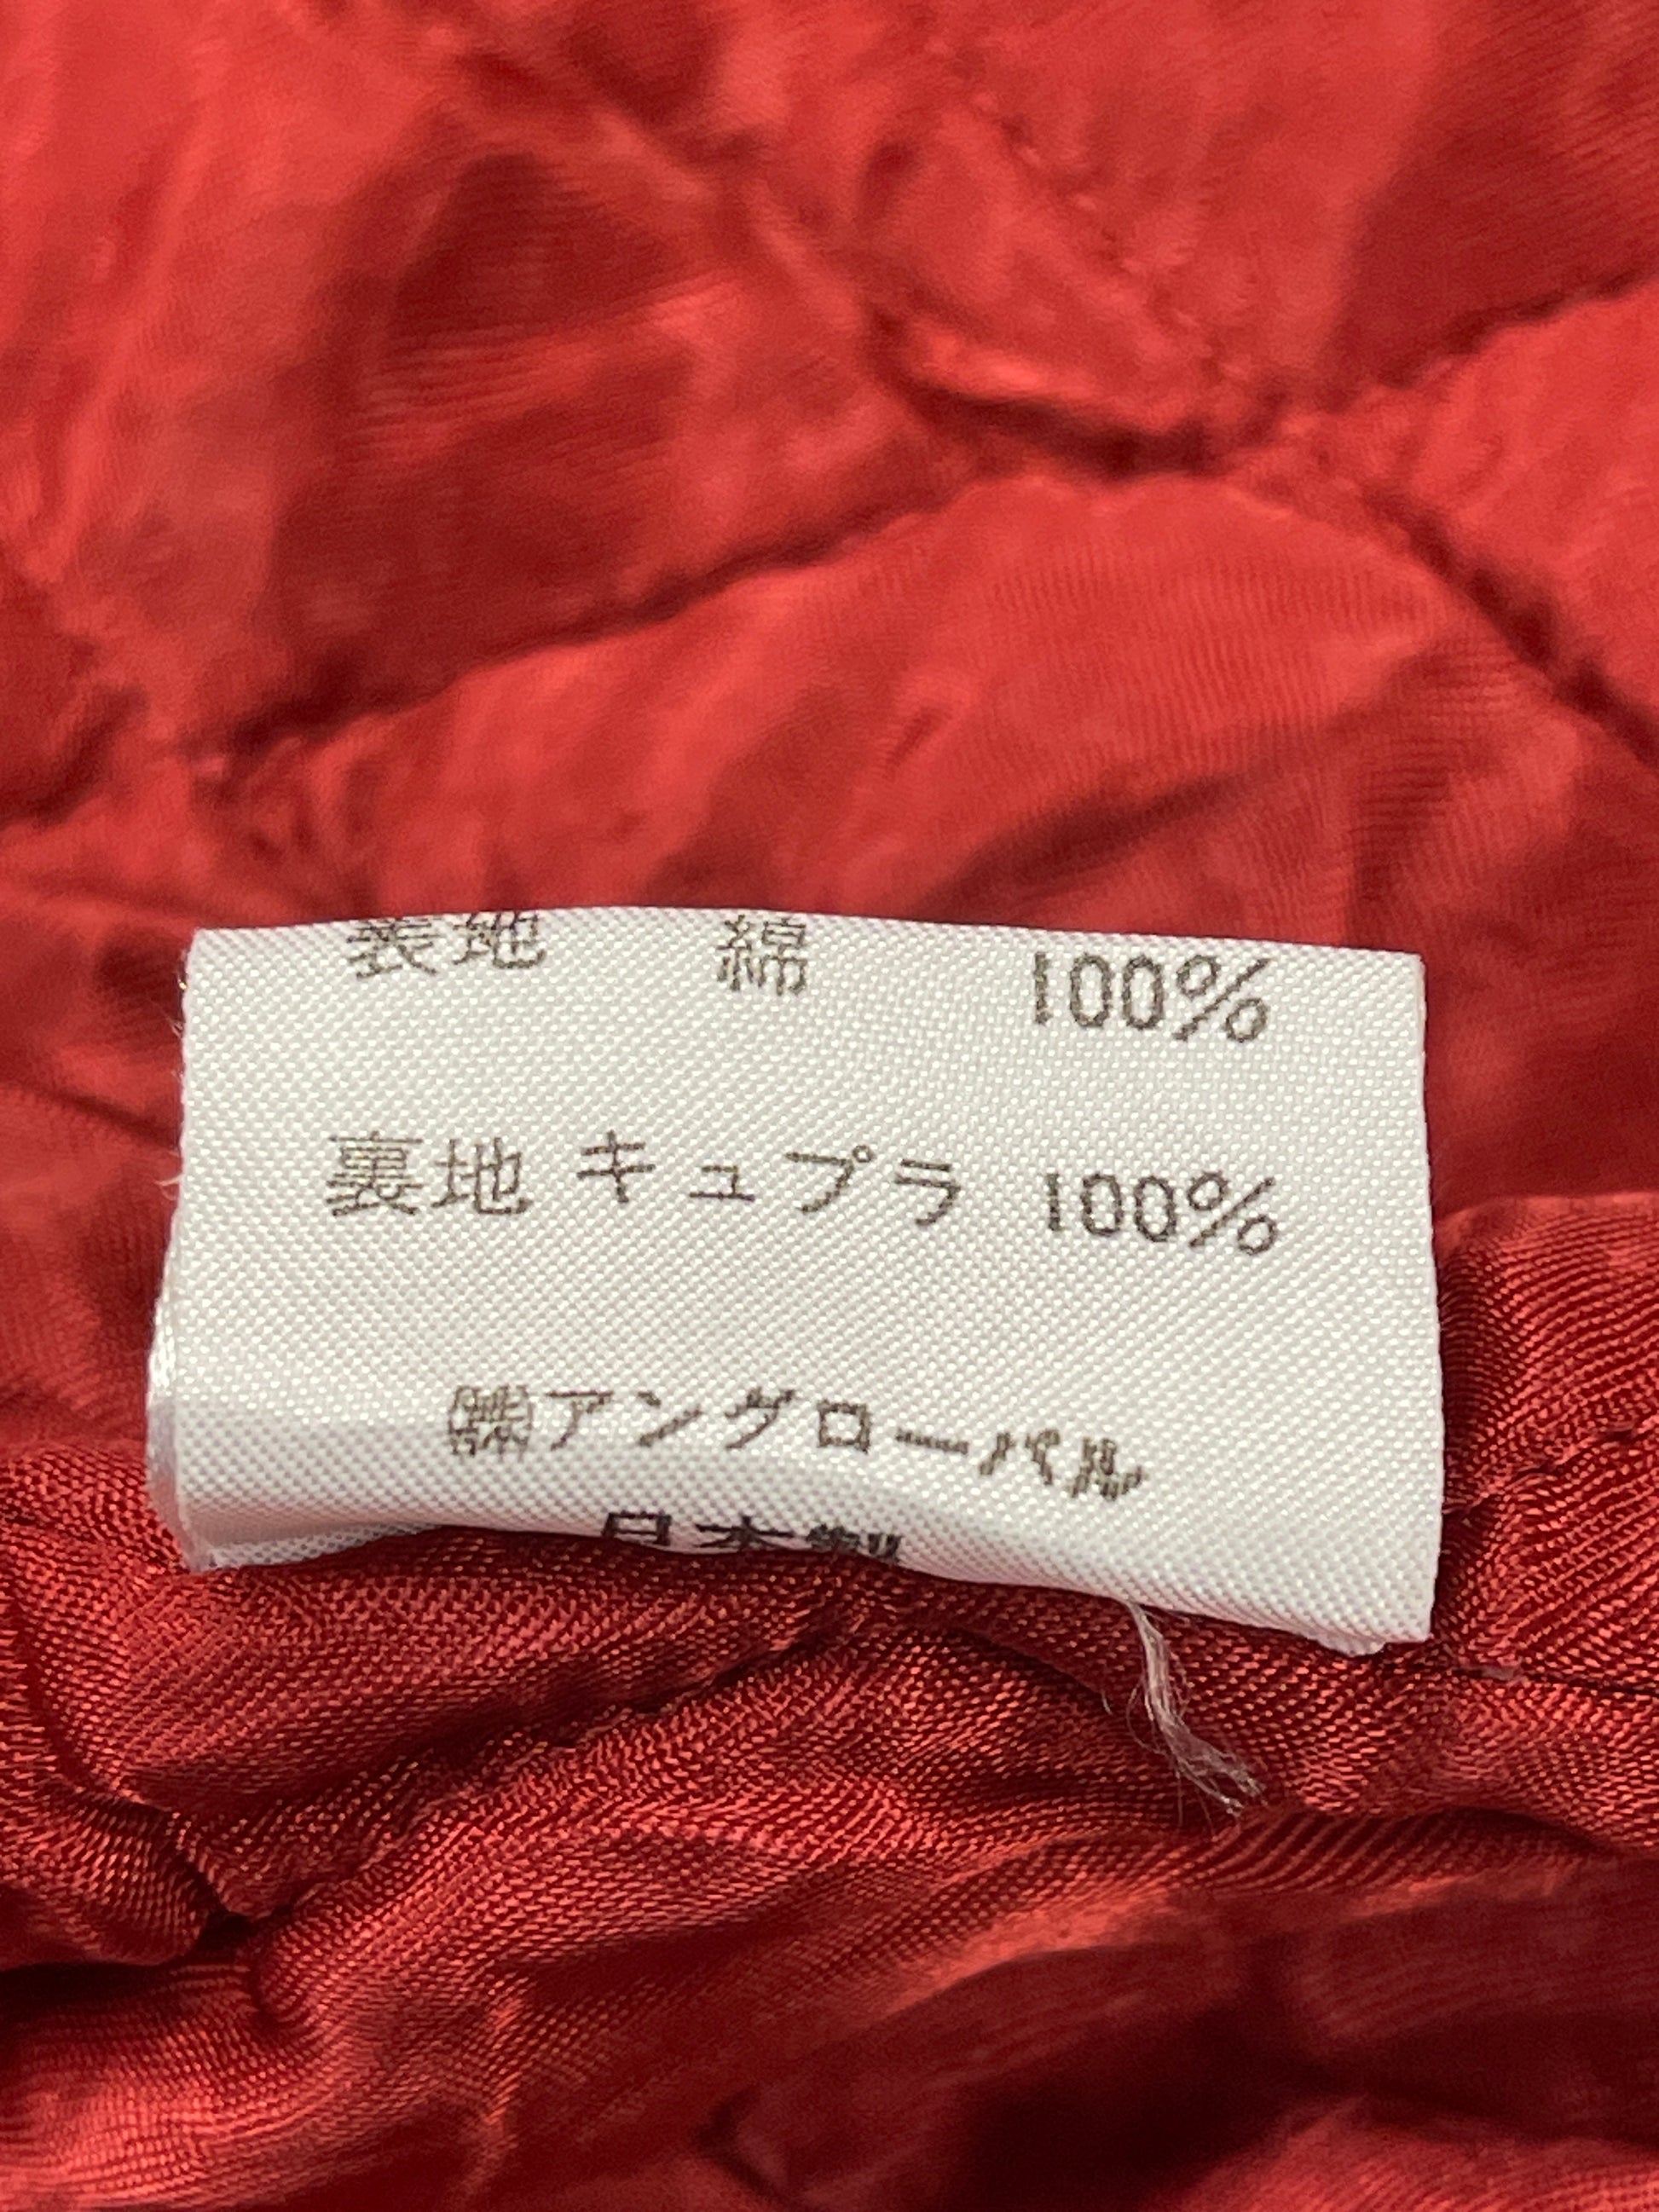 表地 綿 100%
裏地 キュプラ 100%
㈱アングローバル
日本製